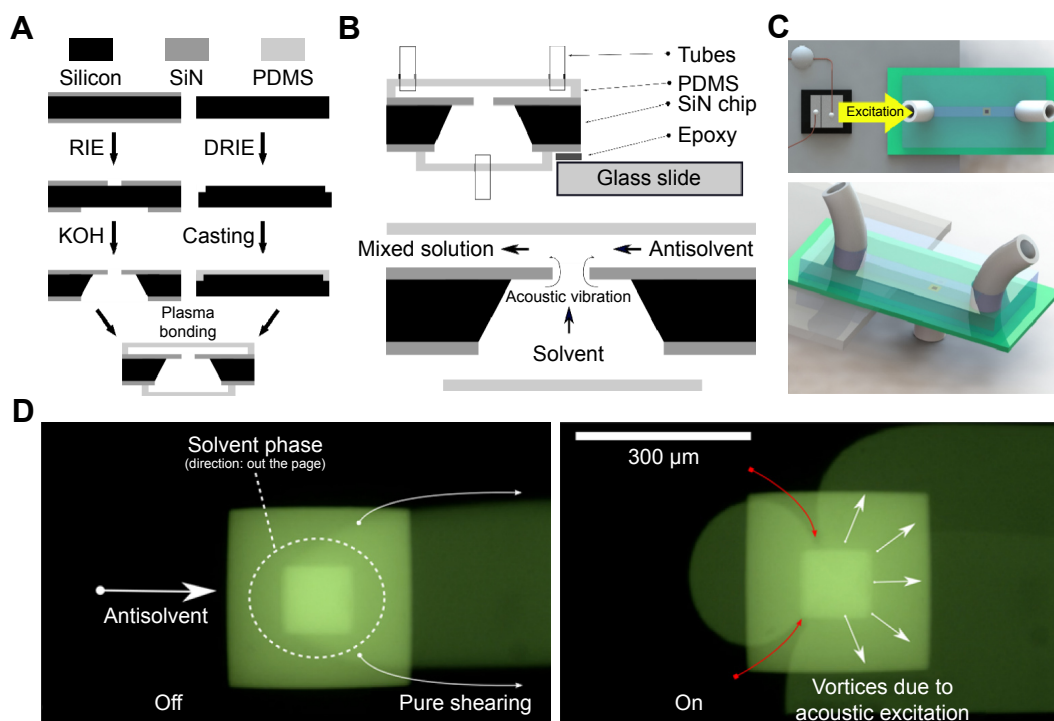 A
Silicon
SiN
PDMS
RIE
DRIE
KOH
Casting
Plasma
bonding
B
Tubes
PDMS
SiN chip
Epoxy
Glass slide
Mixed solution
Antisolvent
Acoustic vibration
Solvent
C
Excitation
D
Solvent phase
(direction: out the page)
Antisolvent
Off
Pure shearing
300 µm
On
Vortices due to
acoustic excitation